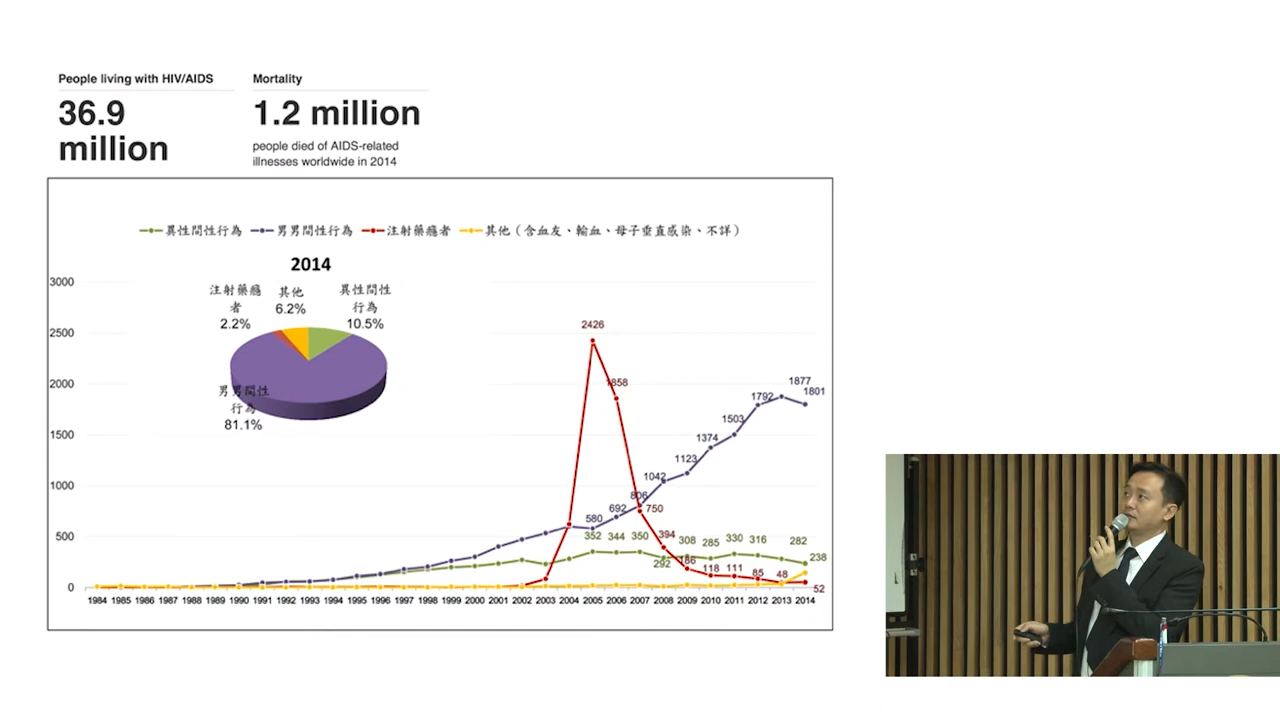 People living with HIV/AIDS
Mortality
36.9
million
1.2 million
people died of AIDS-related
illnesses worldwide in 2014
異性間性行為
男男間性行為
注射藥癮者
其他（含血友、輸血、母子垂直感染、不詳）
2014
注射藥癮
者
2.2%
其他
6.2%
異性間性
行為
10.5%
男男間性
行為
81.1%
3000
2500
2000
1500
1000
500
0
2426
1858
750
394
186
118
111
85
48
52
580
692
806
1042
1123
1374
1503
1792
1877
1801
352
344
350
292
308
285
330
316
282
238
1984 1985 1986 1987 1988 1989 1990 1991 1992 1993 1994 1995 1996 1997 1998 1999 2000 2001 2002 2003 2004 2005 2006 2007 2008 2009 2010 2011 2012 2013 2014